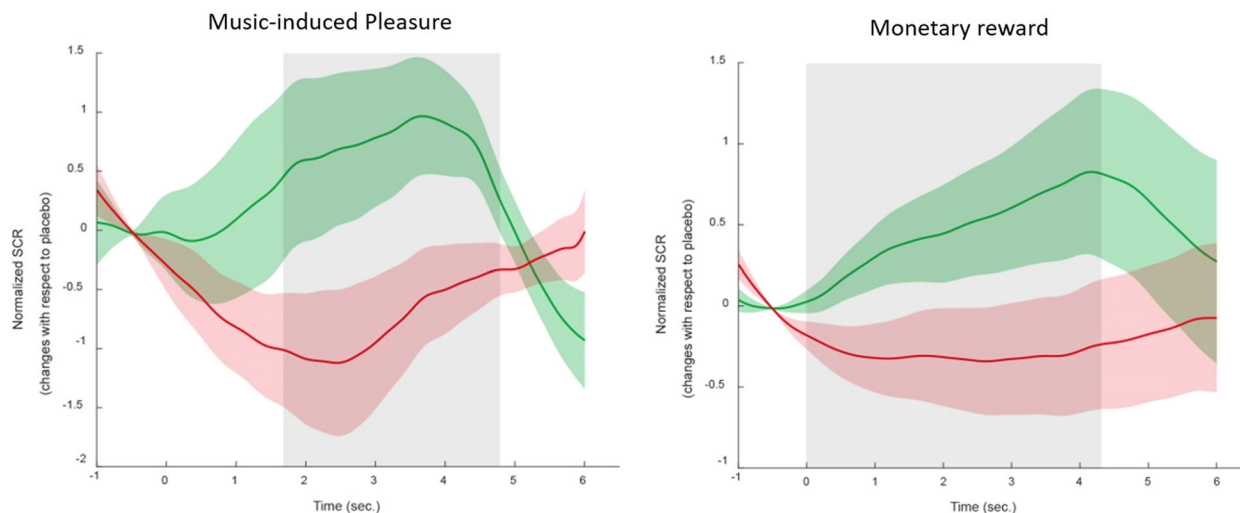 Music-induced Pleasure
Normalized SCR
(changes with respect to placebo)
1.5
1
0.5
0
-0.5
-1
-1.5
-2
-1 0 1 2 3 4 5 6
Time (sec.)
Monetary reward
Normalized SCR
(changes with respect to placebo)
1.5
1
0.5
0
-0.5
-1
-1 0 1 2 3 4 5 6
Time (sec.)